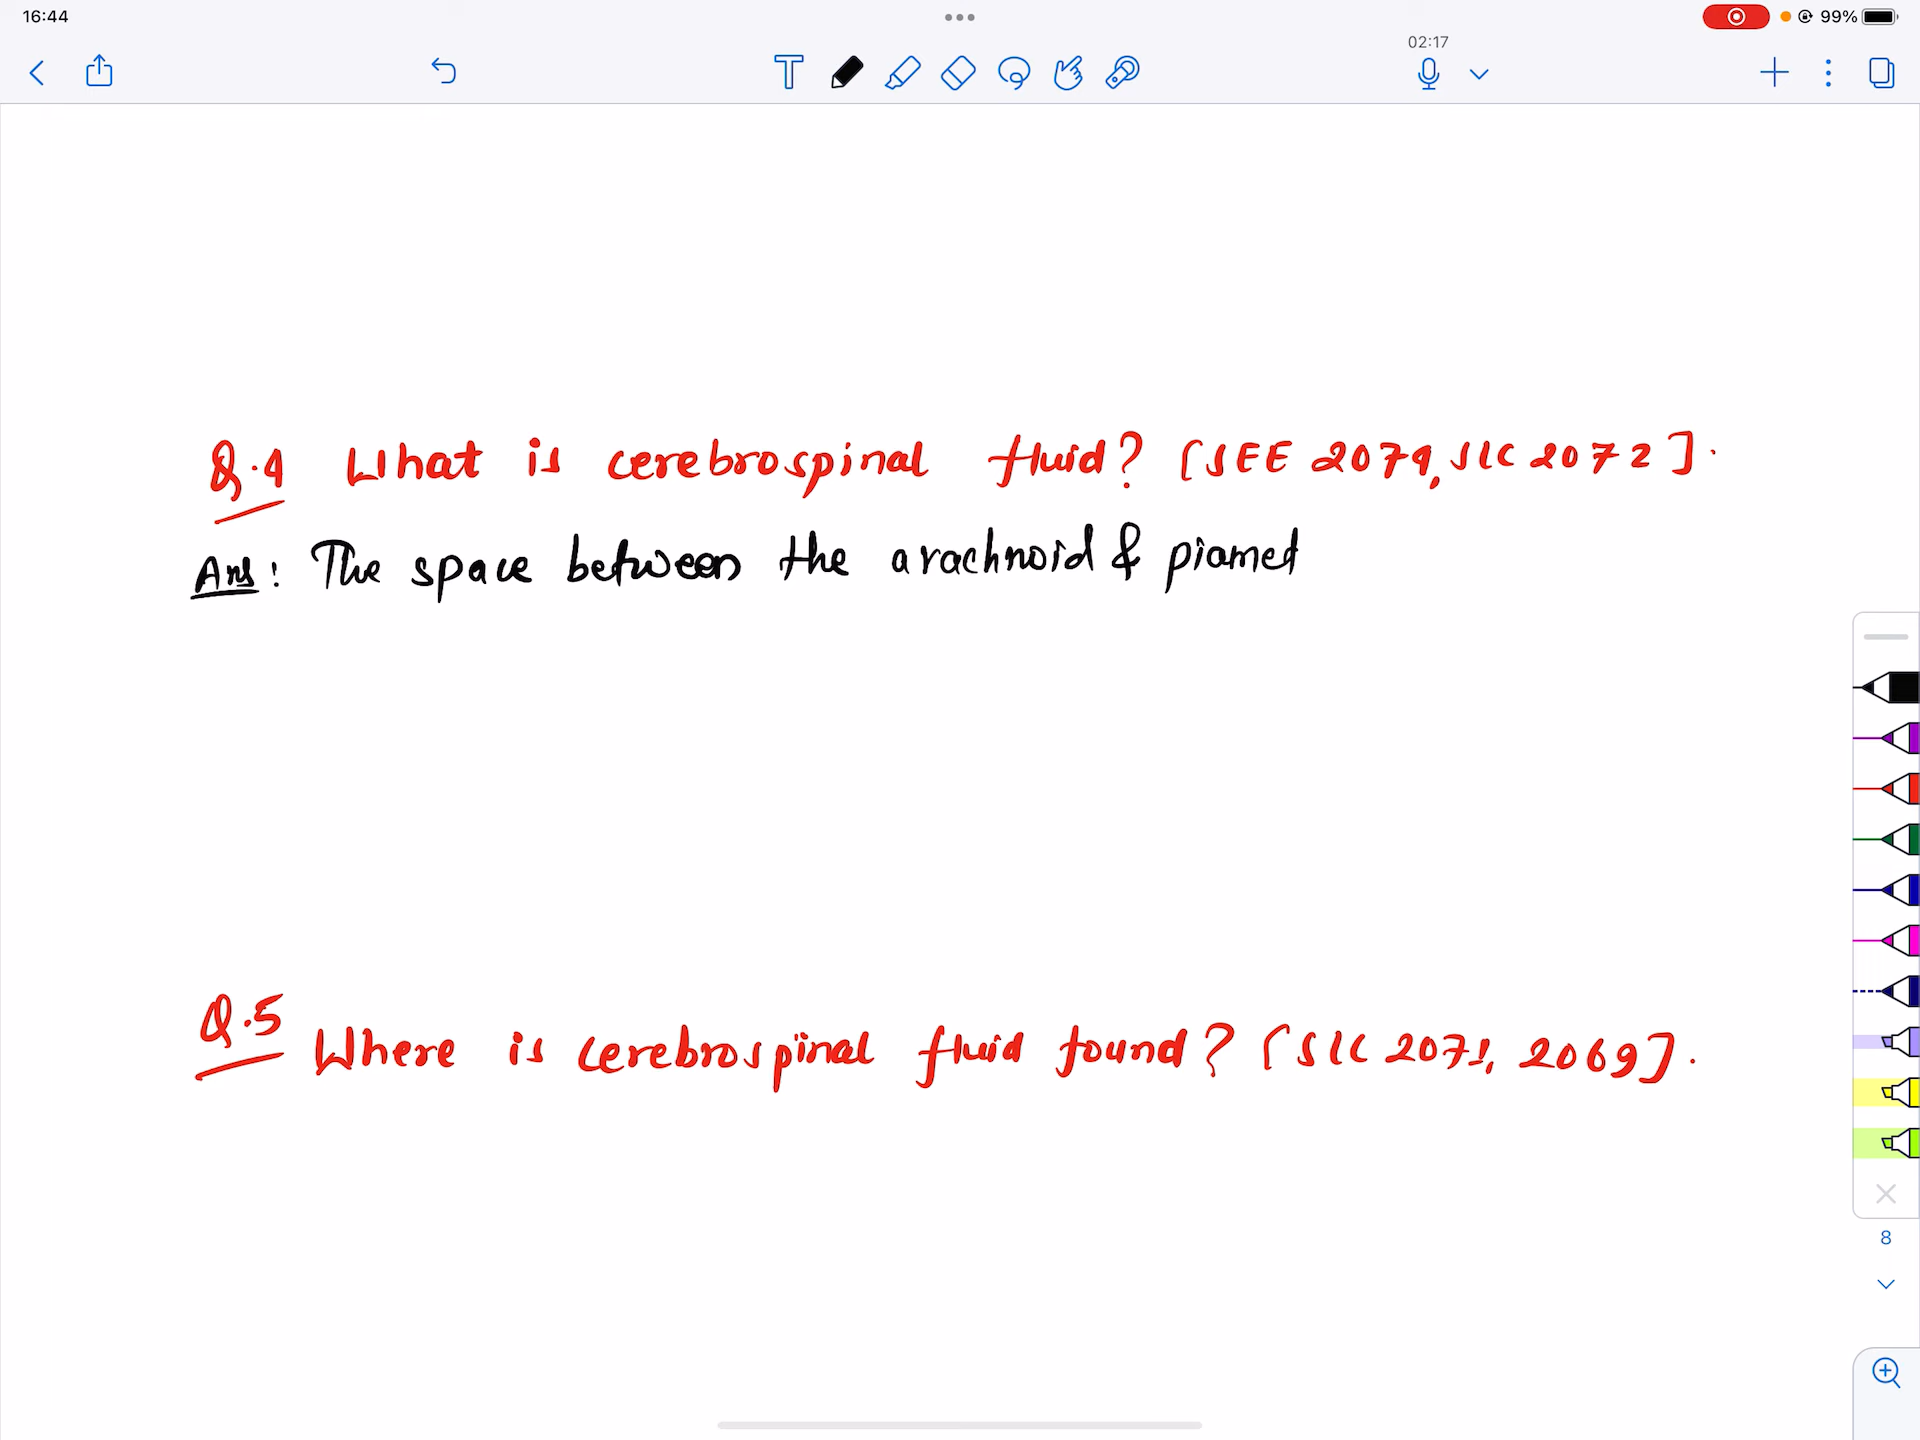 16:44
99%
02:17
T
Q.4 What is cerebrospinal fluid? [SEE 2079, SLC 2072].
Ans: The space between the arachnoid & piamet
Q.5 Where is cerebrospinal fluid found? [SLC 2071, 2069].
8